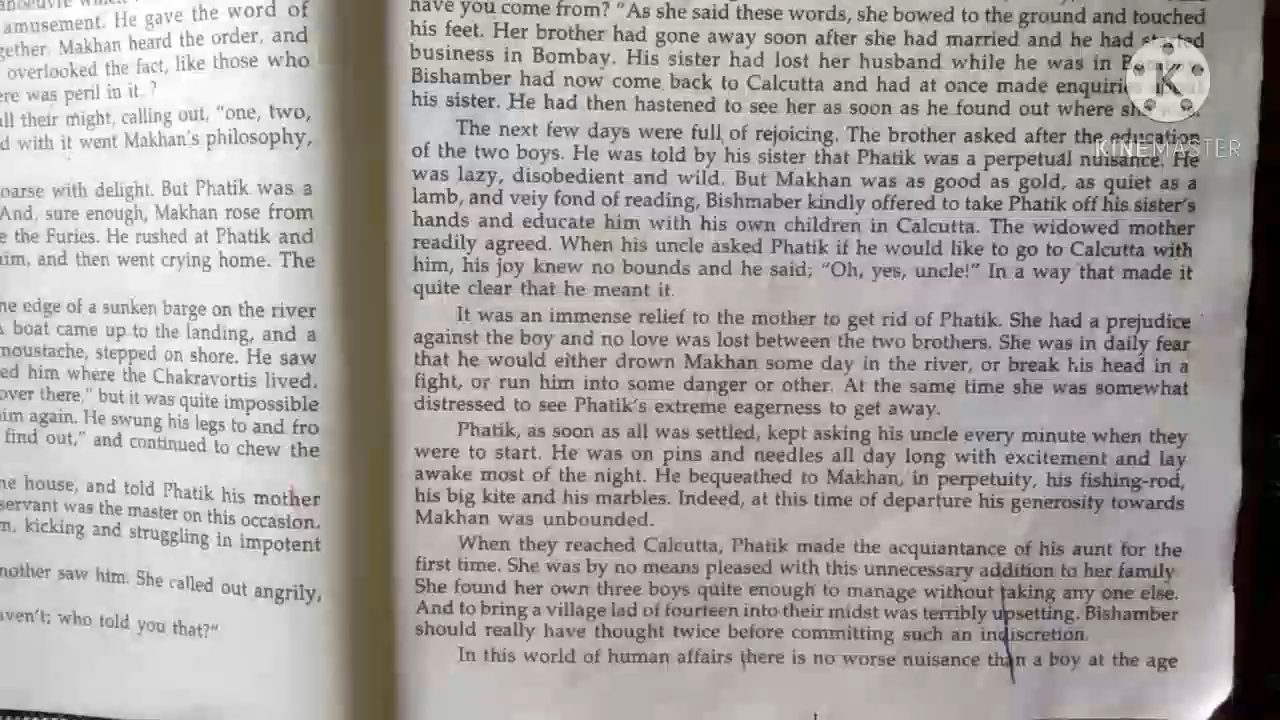 amusement. He gave the word of
gether. Makhan heard the order, and
overlooked the fact, like those who
ere was peril in it. ?
all their might, calling out, "one, two,
d with it went Makhan's philosophy,
oarse with delight. But Phatik was a
And, sure enough, Makhan rose from
e the Furies. He rushed at Phatik and
him, and then went crying home. The
ne edge of a sunken barge on the river
boat came up to the landing, and a
moustache, stepped on shore. He saw
ed him where the Chakravortis lived.
over there," but it was quite impossible
im again. He swung his legs to and fro
find out," and continued to chew the
ne house, and told Phatik his mother
servant was the master on this occasion.
n, kicking and struggling in impotent
mother saw him. She called out angrily,
aven't; who told you that?"
have you come from? "As she said these words, she bowed to the ground and touched
his feet. Her brother had gone away soon after she had married and he had started
business in Bombay. His sister had lost her husband while he was in
Bishamber had now come back to Calcutta and had at once made
his sister. He had then hastened to see her as soon as he found out where
The next few days were full of rejoicing. The brother asked after the education
of the two boys. He was told by his sister that Phatik was a perpetual nuisance. He
was lazy, disobedient and wild. But Makhan was as good as gold, as quiet as a
lamb, and veiy fond of reading, Bishmaber kindly offered to take Phatik off his sister's
hands and educate him with his own children in Calcutta. The widowed mother
readily agreed. When his uncle asked Phatik if he would like to go to Calcutta with
him, his joy knew no bounds and he said; "Oh, yes, uncle!" In a way that made it
quite clear that he meant it.
It was an immense relief to the mother to get rid of Phatik. She had a prejudice
against the boy and no love was lost between the two brothers. She was in daily fear
that he would either drown Makhan some day in the river, or break his head in a
fight, or run him into some danger or other. At the same time she was somewhat
distressed to see Phatik's extreme eagerness to get away.
Phatik, as soon as all was settled, kept asking his uncle every minute when they
were to start. He was on pins and needles all day long with excitement and lay
awake most of the night. He bequeathed to Makhan, in perpetuity, his fishing-rod,
his big kite and his marbles. Indeed, at this time of departure his generosity towards
Makhan was unbounded.
When they reached Calcutta, Phatik made the acquiantance of his aunt for the
first time. She was by no means pleased with this unnecessary addition to her family
She found her own three boys quite enough to manage without taking any one else.
And to bring a village lad of fourteen into their midst was terribly upsetting. Bishamber
should really have thought twice before committing such an indiscretion.
In this world of human affairs there is no worse nuisance than a boy at the age
K
KINEMASTER